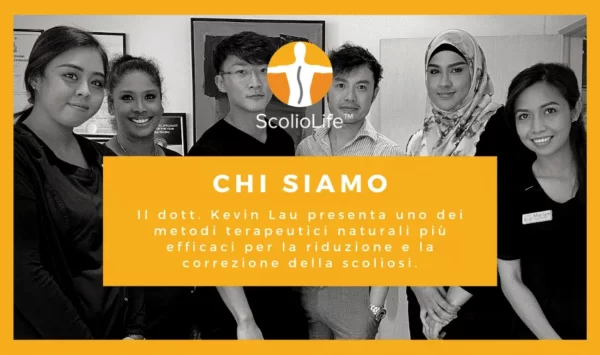 ScolioLife™
CHI SIAMO
Il dott. Kevin Lau presenta uno dei
metodi terapeutici naturali più
efficaci per la riduzione e la
correzione della scoliosi.